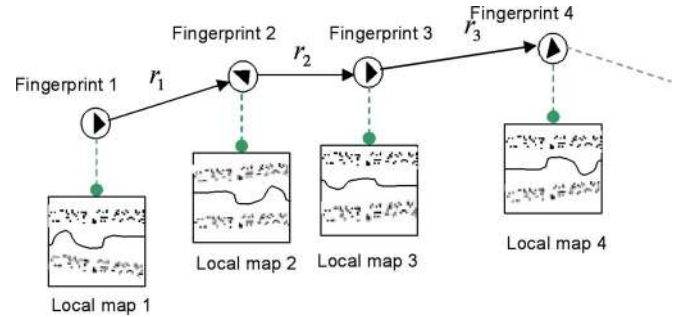 Fingerprint 1
r1
Fingerprint 2
r2
Fingerprint 3
r3
Fingerprint 4
Local map 1
Local map 2
Local map 3
Local map 4